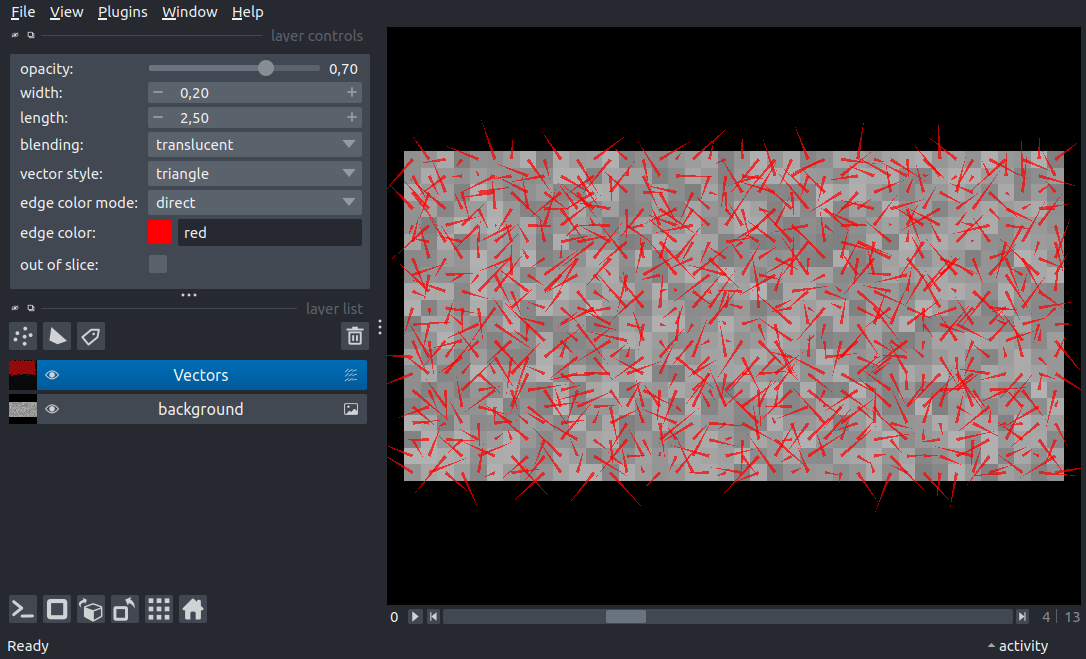 File View Plugins Window Help
layer controls
opacity: 0,70
width: 0,20
length: 2,50
blending: translucent
vector style: triangle
edge color mode: direct
edge color: red
out of slice:
layer list
Vectors
background
0 4 13
Ready activity